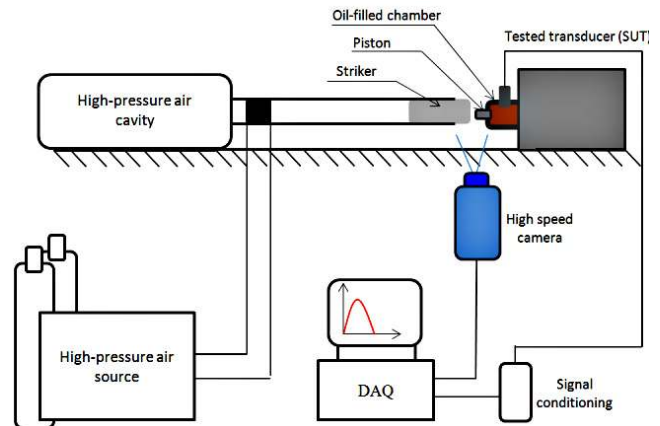 Oil-filled chamber
Piston
Tested transducer (SUT)
Striker
High-pressure air
cavity
High speed
camera
High-pressure air
source
DAQ
Signal
conditioning